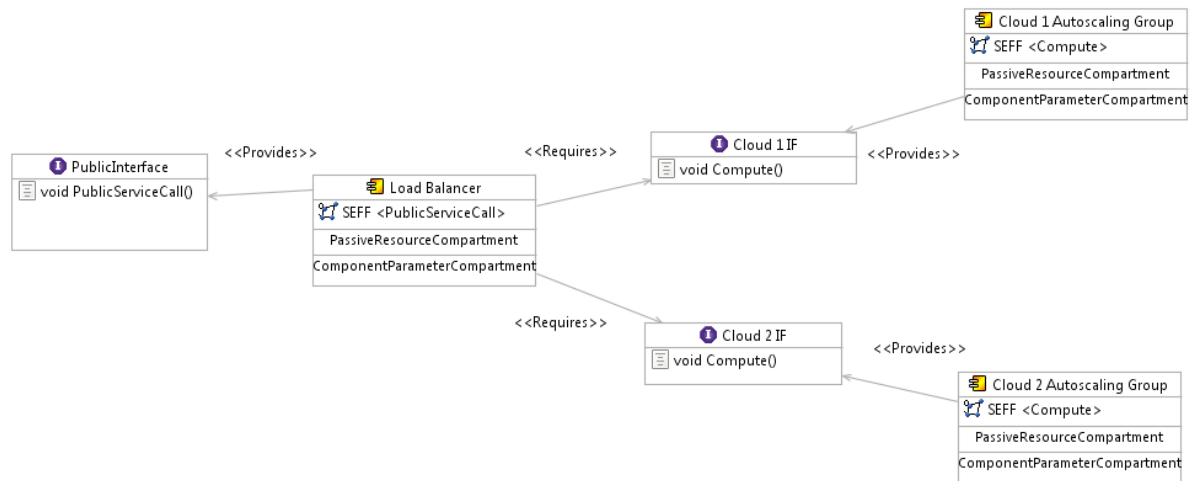 Cloud 1 Autoscaling Group
SEFF <Compute>
PassiveResourceCompartment
ComponentParameterCompartment
<<Provides>>
<<Requires>>
Cloud 1 IF
void Compute()
<<Provides>>
PublicInterface
void PublicServiceCall()
Load Balancer
SEFF <PublicServiceCall>
PassiveResourceCompartment
ComponentParameterCompartment
<<Requires>>
Cloud 2 IF
void Compute()
<<Provides>>
Cloud 2 Autoscaling Group
SEFF <Compute>
PassiveResourceCompartment
ComponentParameterCompartment